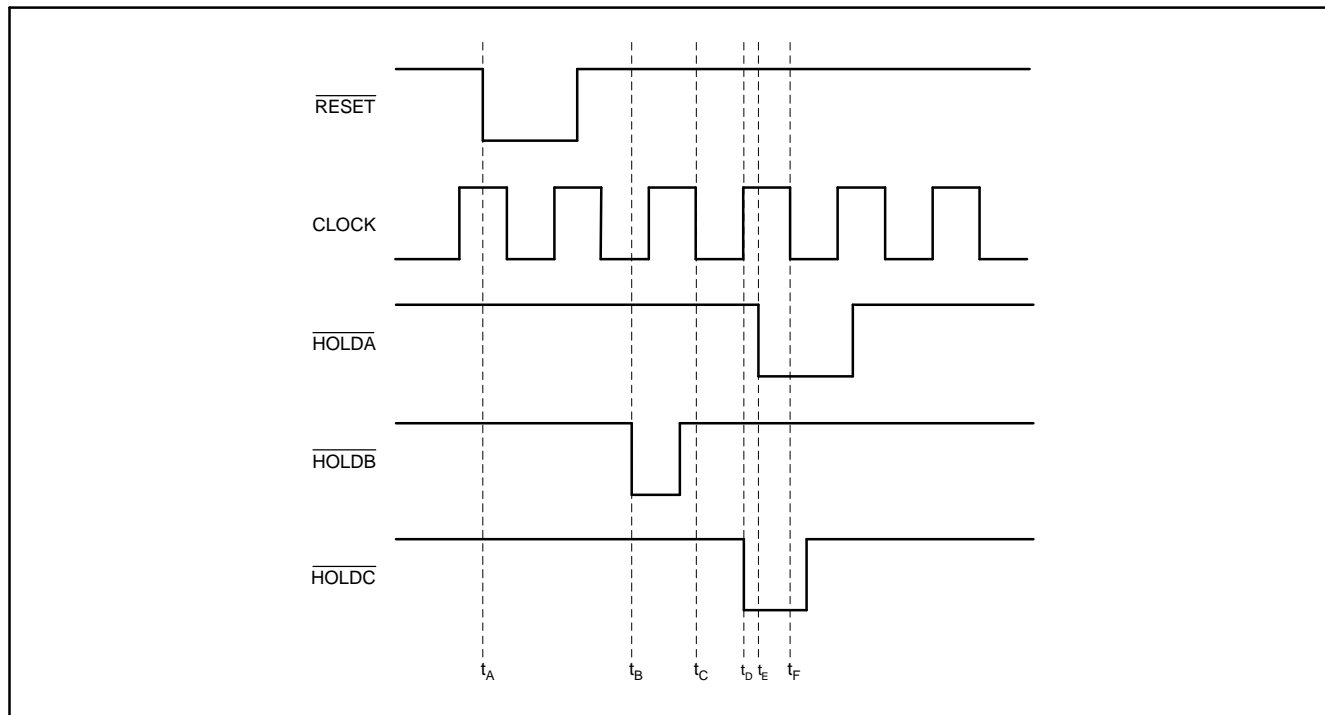 RESET
CLOCK
HOLDA
HOLDB
HOLDC
tA tB tC tD tE tF